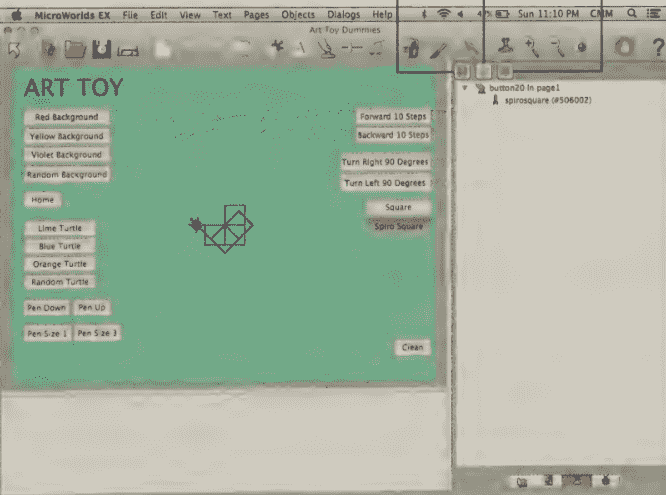 MicroWorlds EX File Edit View Text Pages Objects Dialogs Help Sun 11:10 PM CMM
Art Toy Dummies
ART TOY
Red Background
Yellow Background
Violet Background
Random Background
Home
Lime Turtle
Blue Turtle
Orange Turtle
Random Turtle
Pen Down Pen Up
Pen Size 1 Pen Size 3
Forward 10 Steps
Backward 10 Steps
Turn Right 90 Degrees
Turn Left 90 Degrees
Square
Spiro Square
Clean
button20 in page1
spirosquare (#506002)